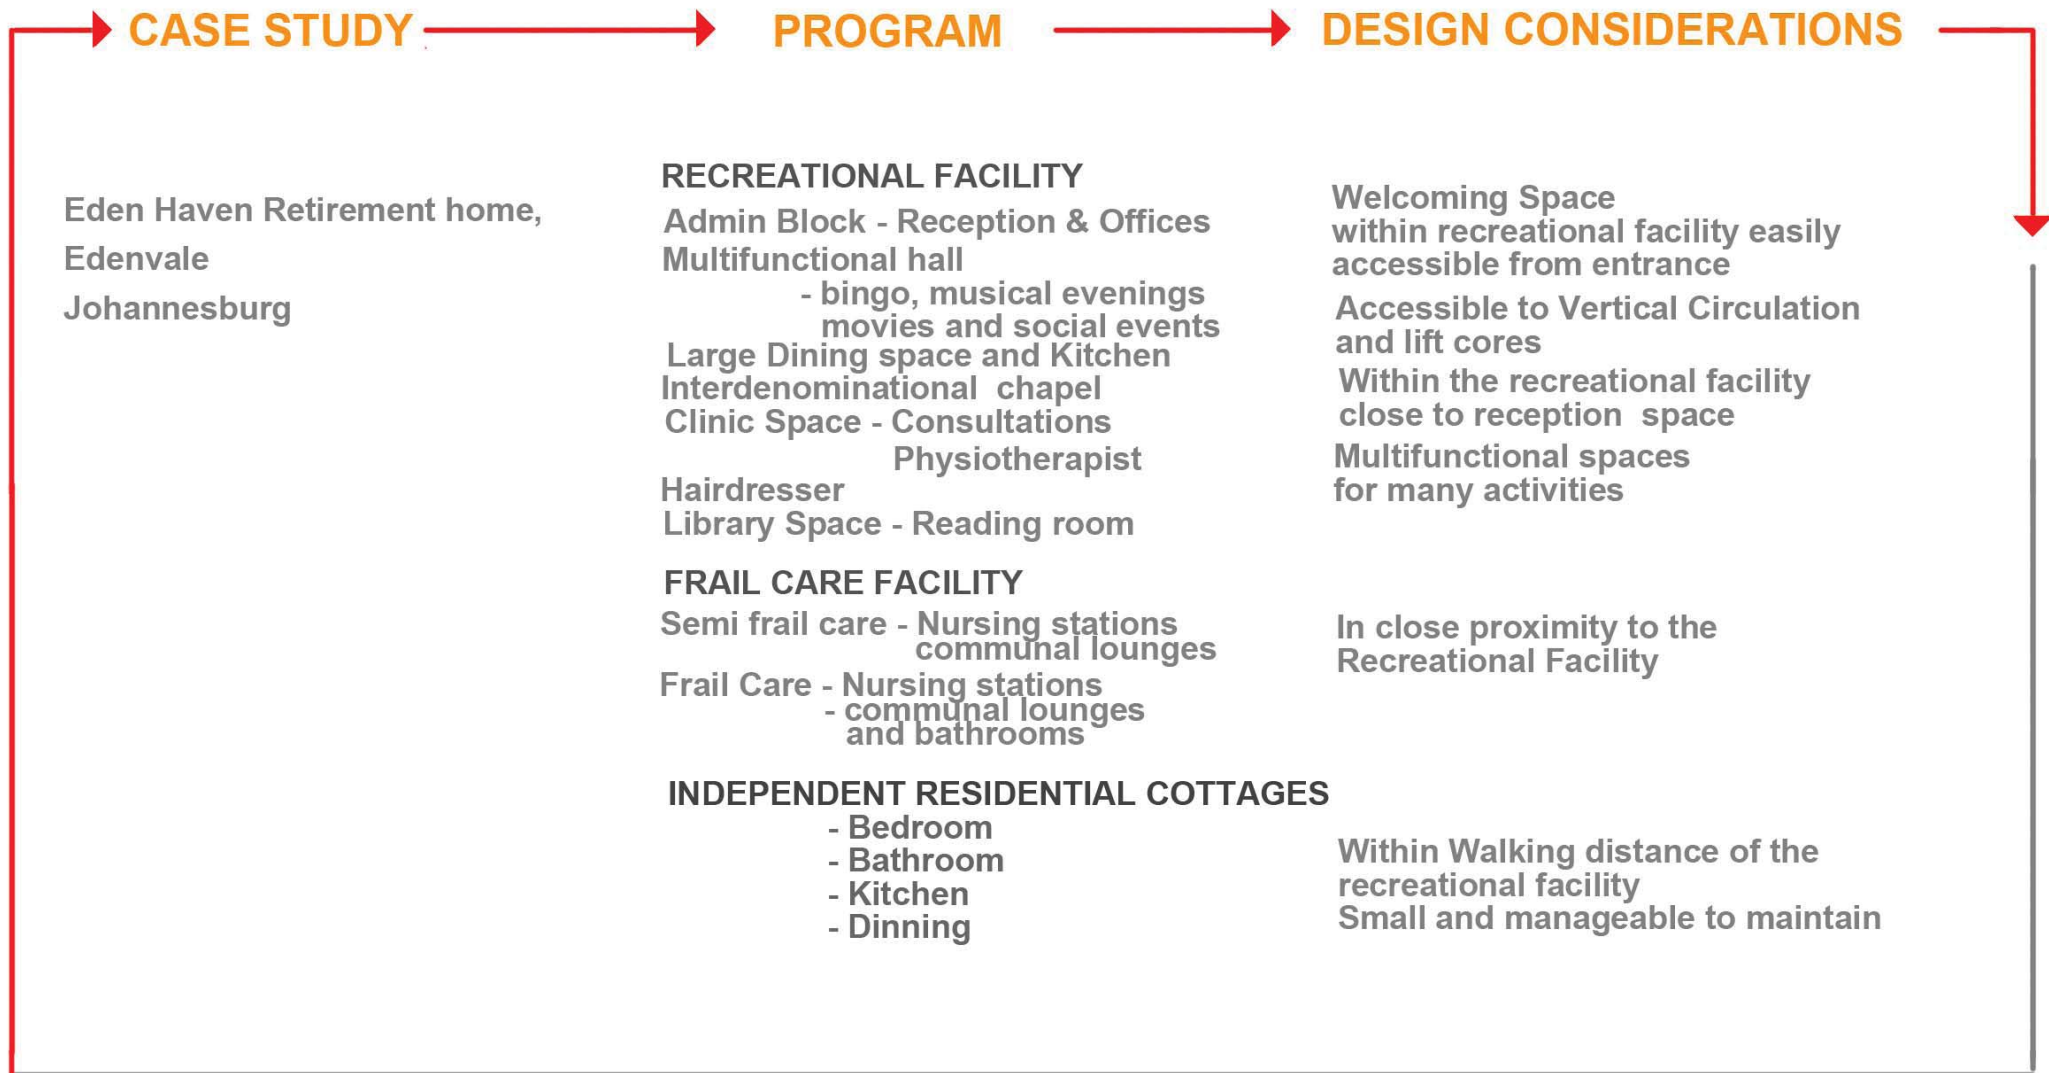 CASE STUDY
PROGRAM
DESIGN CONSIDERATIONS
Eden Haven Retirement home,
Edenvale
Johannesburg
RECREATIONAL FACILITY
Admin Block - Reception & Offices
Multifunctional hall
- bingo, musical evenings
movies and social events
Large Dining space and Kitchen
Interdenominational chapel
Clinic Space - Consultations
Physiotherapist
Hairdresser
Library Space - Reading room
FRAIL CARE FACILITY
Semi frail care - Nursing stations
communal lounges
Frail Care - Nursing stations
- communal lounges
and bathrooms
INDEPENDENT RESIDENTIAL COTTAGES
- Bedroom
- Bathroom
- Kitchen
- Dinning
Welcoming Space
within recreational facility easily
accessible from entrance
Accessible to Vertical Circulation
and lift cores
Within the recreational facility
close to reception space
Multifunctional spaces
for many activities
In close proximity to the
Recreational Facility
Within Walking distance of the
recreational facility
Small and manageable to maintain